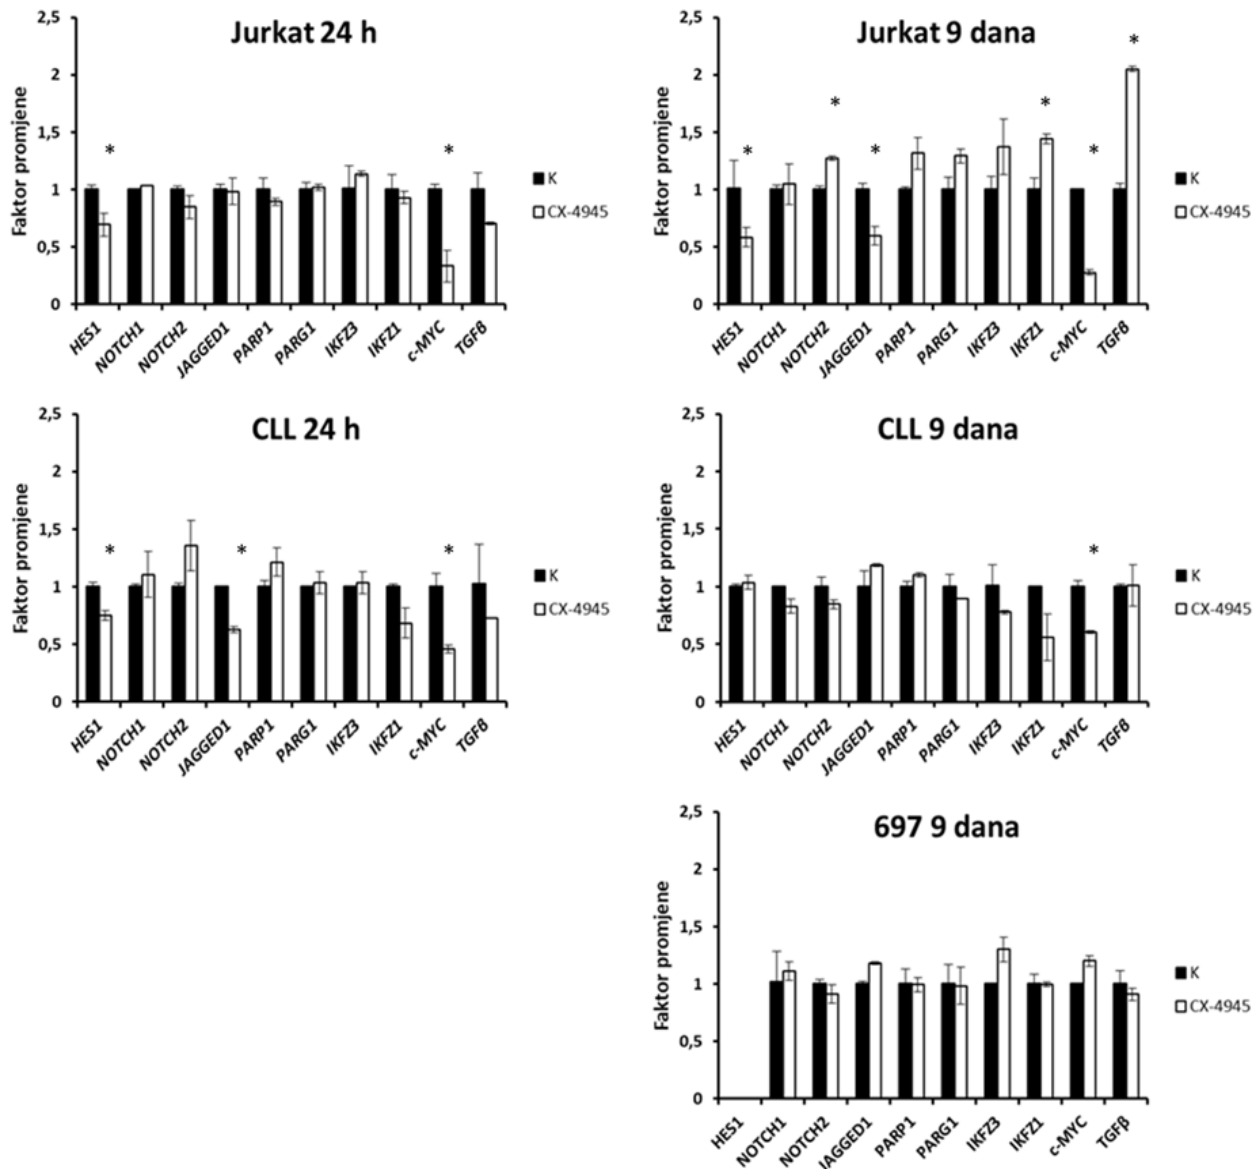 Jurkat 24 h
Faktor promjene
2,5
2
1,5
1
0,5
0
HES1
NOTCH1
NOTCH2
JAGGED1
PARP1
PARG1
IKFZ3
IKFZ1
c-MYC
TGFβ
*
*
K
CX-4945
Jurkat 9 dana
Faktor promjene
2,5
2
1,5
1
0,5
0
HES1
NOTCH1
NOTCH2
JAGGED1
PARP1
PARG1
IKFZ3
IKFZ1
c-MYC
TGFβ
*
*
*
*
*
*
K
CX-4945
CLL 24 h
Faktor promjene
2,5
2
1,5
1
0,5
0
HES1
NOTCH1
NOTCH2
JAGGED1
PARP1
PARG1
IKFZ3
IKFZ1
c-MYC
TGFβ
*
*
*
K
CX-4945
CLL 9 dana
Faktor promjene
2,5
2
1,5
1
0,5
0
HES1
NOTCH1
NOTCH2
JAGGED1
PARP1
PARG1
IKFZ3
IKFZ1
c-MYC
TGFβ
*
K
CX-4945
697 9 dana
Faktor promjene
2,5
2
1,5
1
0,5
0
HES1
NOTCH1
NOTCH2
JAGGED1
PARP1
PARG1
IKFZ3
IKFZ1
c-MYC
TGFβ
K
CX-4945